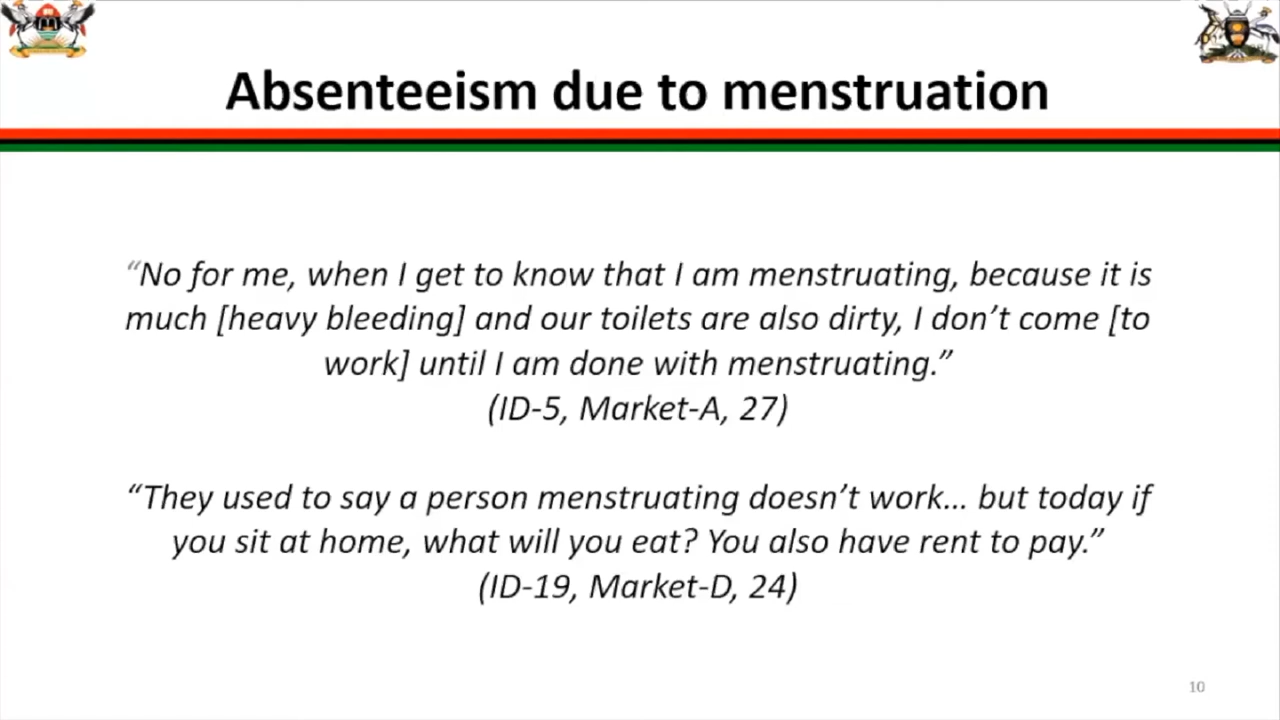 Absenteeism due to menstruation
“No for me, when I get to know that I am menstruating, because it is
much [heavy bleeding] and our toilets are also dirty, I don’t come [to
work] until I am done with menstruating.”
(ID-5, Market-A, 27)
“They used to say a person menstruating doesn’t work... but today if
you sit at home, what will you eat? You also have rent to pay.”
(ID-19, Market-D, 24)
10